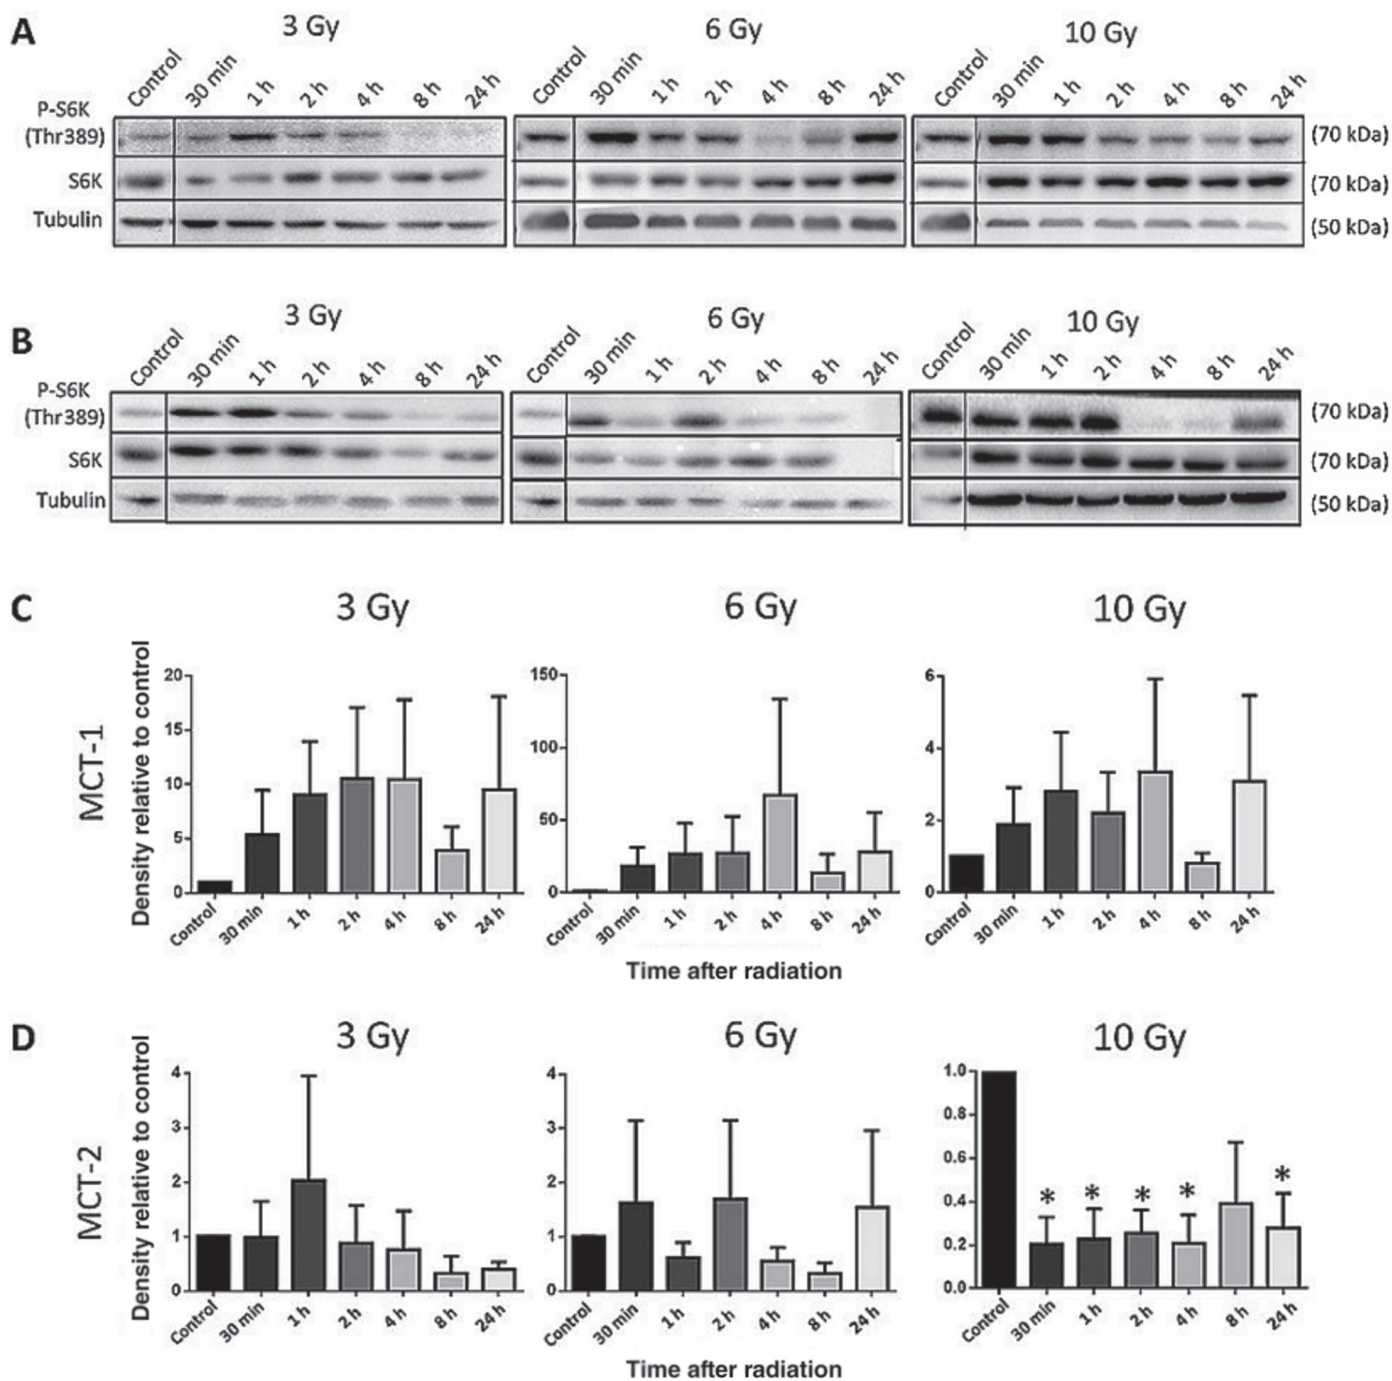 A
3 Gy
6 Gy
10 Gy
Control 30 min 1 h 2 h 4 h 8 h 24 h
Control 30 min 1 h 2 h 4 h 8 h 24 h
Control 30 min 1 h 2 h 4 h 8 h 24 h
P-S6K
(Thr389)
(70 kDa)
S6K
(70 kDa)
Tubulin
(50 kDa)
B
3 Gy
6 Gy
10 Gy
Control 30 min 1 h 2 h 4 h 8 h 24 h
Control 30 min 1 h 2 h 4 h 8 h 24 h
Control 30 min 1 h 2 h 4 h 8 h 24 h
P-S6K
(Thr389)
(70 kDa)
S6K
(70 kDa)
Tubulin
(50 kDa)
C
3 Gy
6 Gy
10 Gy
MCT-1
Density relative to control
20
15
10
5
0
Control 30 min 1 h 2 h 4 h 8 h 24 h
150
100
50
0
Control 30 min 1 h 2 h 4 h 8 h 24 h
6
4
2
0
Control 30 min 1 h 2 h 4 h 8 h 24 h
Time after radiation
D
3 Gy
6 Gy
10 Gy
MCT-2
Density relative to control
4
3
2
1
0
Control 30 min 1 h 2 h 4 h 8 h 24 h
4
3
2
1
0
Control 30 min 1 h 2 h 4 h 8 h 24 h
1.0
0.8
0.6
0.4
0.2
0.0
* * * * *
Control 30 min 1 h 2 h 4 h 8 h 24 h
Time after radiation